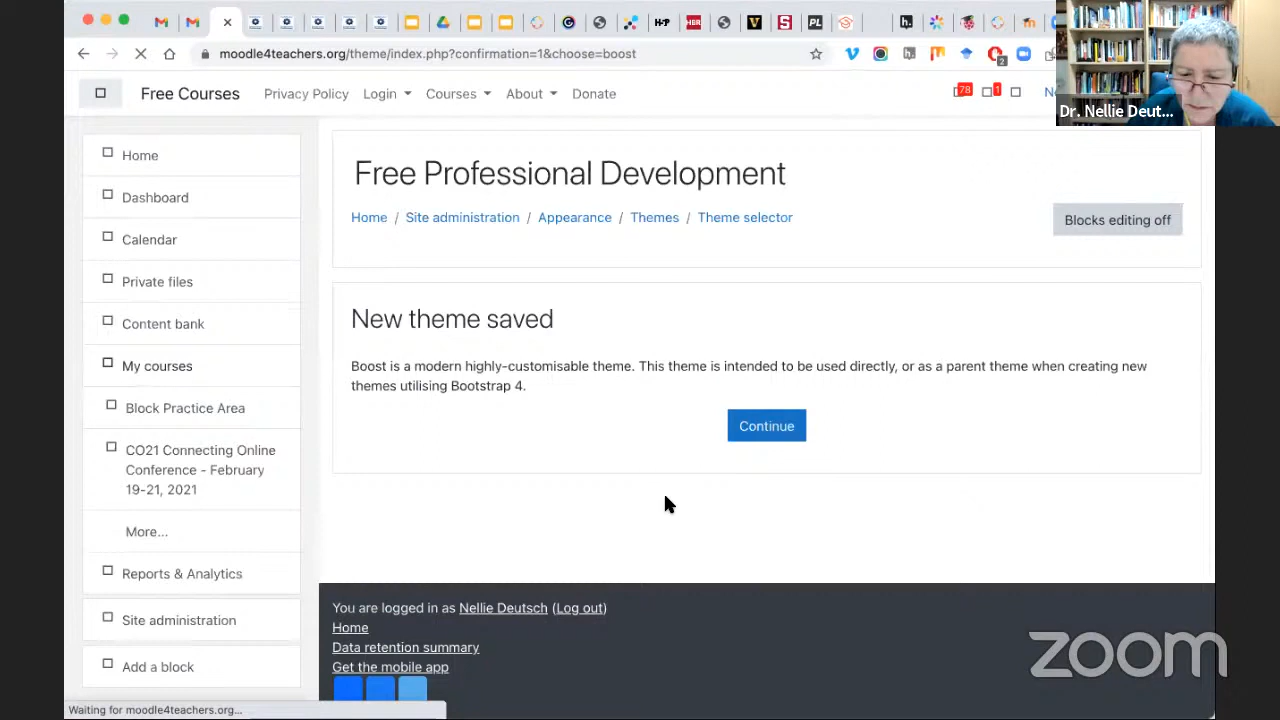 moodle4teachers.org/theme/index.php?confirmation=1&choose=boost
Free Courses Privacy Policy Login Courses About Donate
78 1
Dr. Nellie Deut...
Home
Dashboard
Calendar
Private files
Content bank
My courses
Block Practice Area
CO21 Connecting Online
Conference - February
19-21, 2021
More...
Reports & Analytics
Site administration
Add a block
Free Professional Development
Home / Site administration / Appearance / Themes / Theme selector
Blocks editing off
New theme saved
Boost is a modern highly-customisable theme. This theme is intended to be used directly, or as a parent theme when creating new
themes utilising Bootstrap 4.
Continue
You are logged in as Nellie Deutsch (Log out)
Home
Data retention summary
Get the mobile app
zoom
Waiting for moodle4teachers.org...